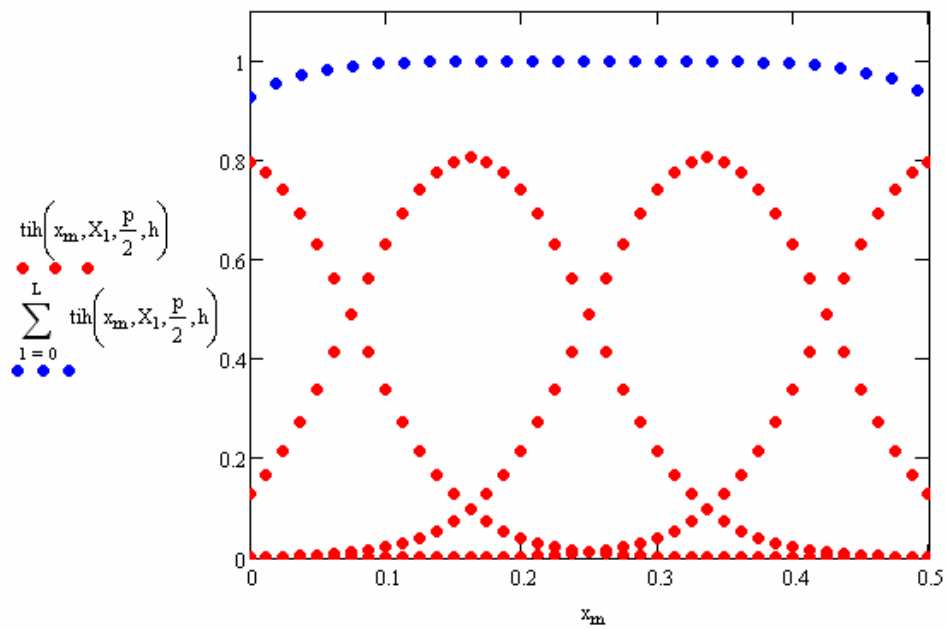 tih(x_m, X_l, p/2, h)
L
∑ tih(x_m, X_l, p/2, h)
l = 0
1
0.8
0.6
0.4
0.2
0
0 0.1 0.2 0.3 0.4 0.5
x_m